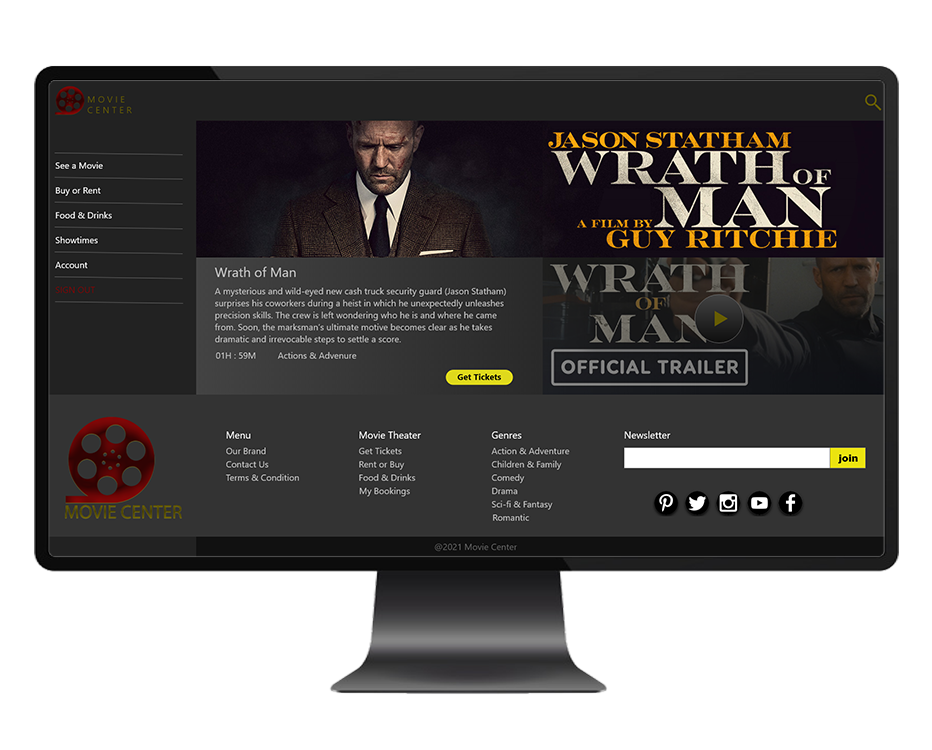 MOVIE
CENTER
See a Movie
Buy or Rent
Food & Drinks
Showtimes
Account
JASON STATHAM
WRATH OF
MAN
A FILM BY
GUY RITCHIE
Wrath of Man
A mysterious and wild-eyed new cash truck security guard (Jason Statham)
surprises his coworkers during a heist in which he unexpectedly unleashes
precision skills. The crew is left wondering who he is and where he came
from. Soon, the marksman's ultimate motive becomes clear as he takes
dramatic and irrevocable steps to settle a score.
01H : 59M Actions & Advenure
Get Tickets
WRATH
OF
MAN
OFFICIAL TRAILER
MOVIE CENTER
Menu
Our Brand
Contact Us
Terms & Condition
Movie Theater
Get Tickets
Rent or Buy
Food & Drinks
My Bookings
Genres
Action & Adventure
Children & Family
Comedy
Drama
Sci-fi & Fantasy
Romantic
Newsletter
join
@2021 Movie Center